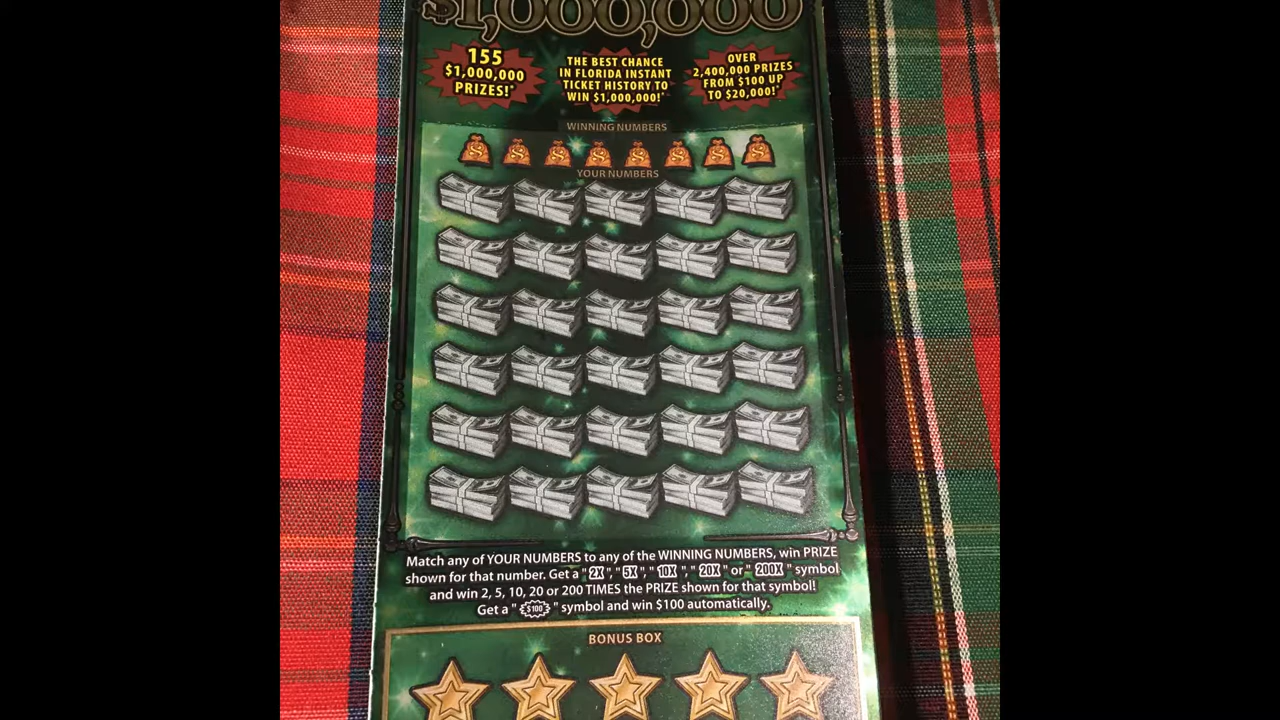 $1,000,000
155
$1,000,000
PRIZES!*
THE BEST CHANCE
IN FLORIDA INSTANT
TICKET HISTORY TO
WIN $1,000,000!*
OVER
2,400,000 PRIZES
FROM $100 UP
TO $20,000!*
WINNING NUMBERS
YOUR NUMBERS
Match any of YOUR NUMBERS to any of the WINNING NUMBERS, win PRIZE
shown for that number. Get a "2X", "5X", "10X", "20X" or "200X" symbol
and win 2, 5, 10, 20 or 200 TIMES the PRIZE shown for that symbol!
Get a "$100" symbol and win $100 automatically.
BONUS BOX